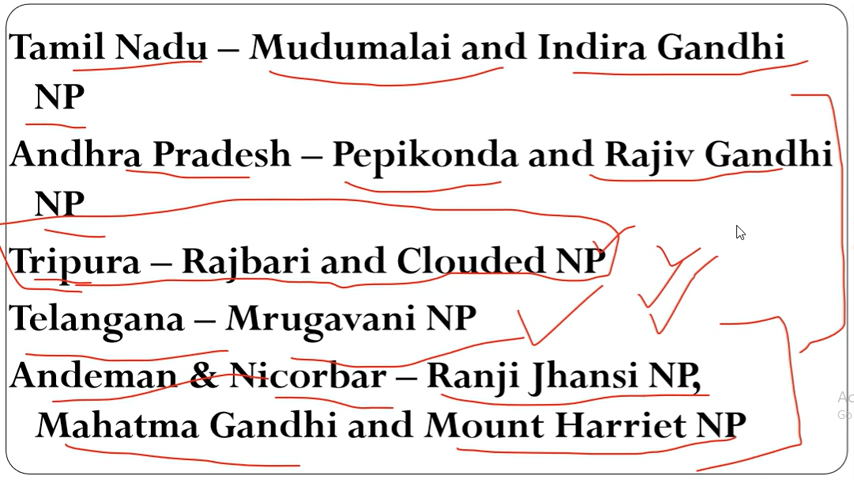 Tamil Nadu – Mudumalai and Indira Gandhi
NP
Andhra Pradesh – Pepikonda and Rajiv Gandhi
NP
Tripura – Rajbari and Clouded NP
Telangana – Mrugavani NP
Andeman & Nicorbar – Ranji Jhansi NP,
Mahatma Gandhi and Mount Harriet NP